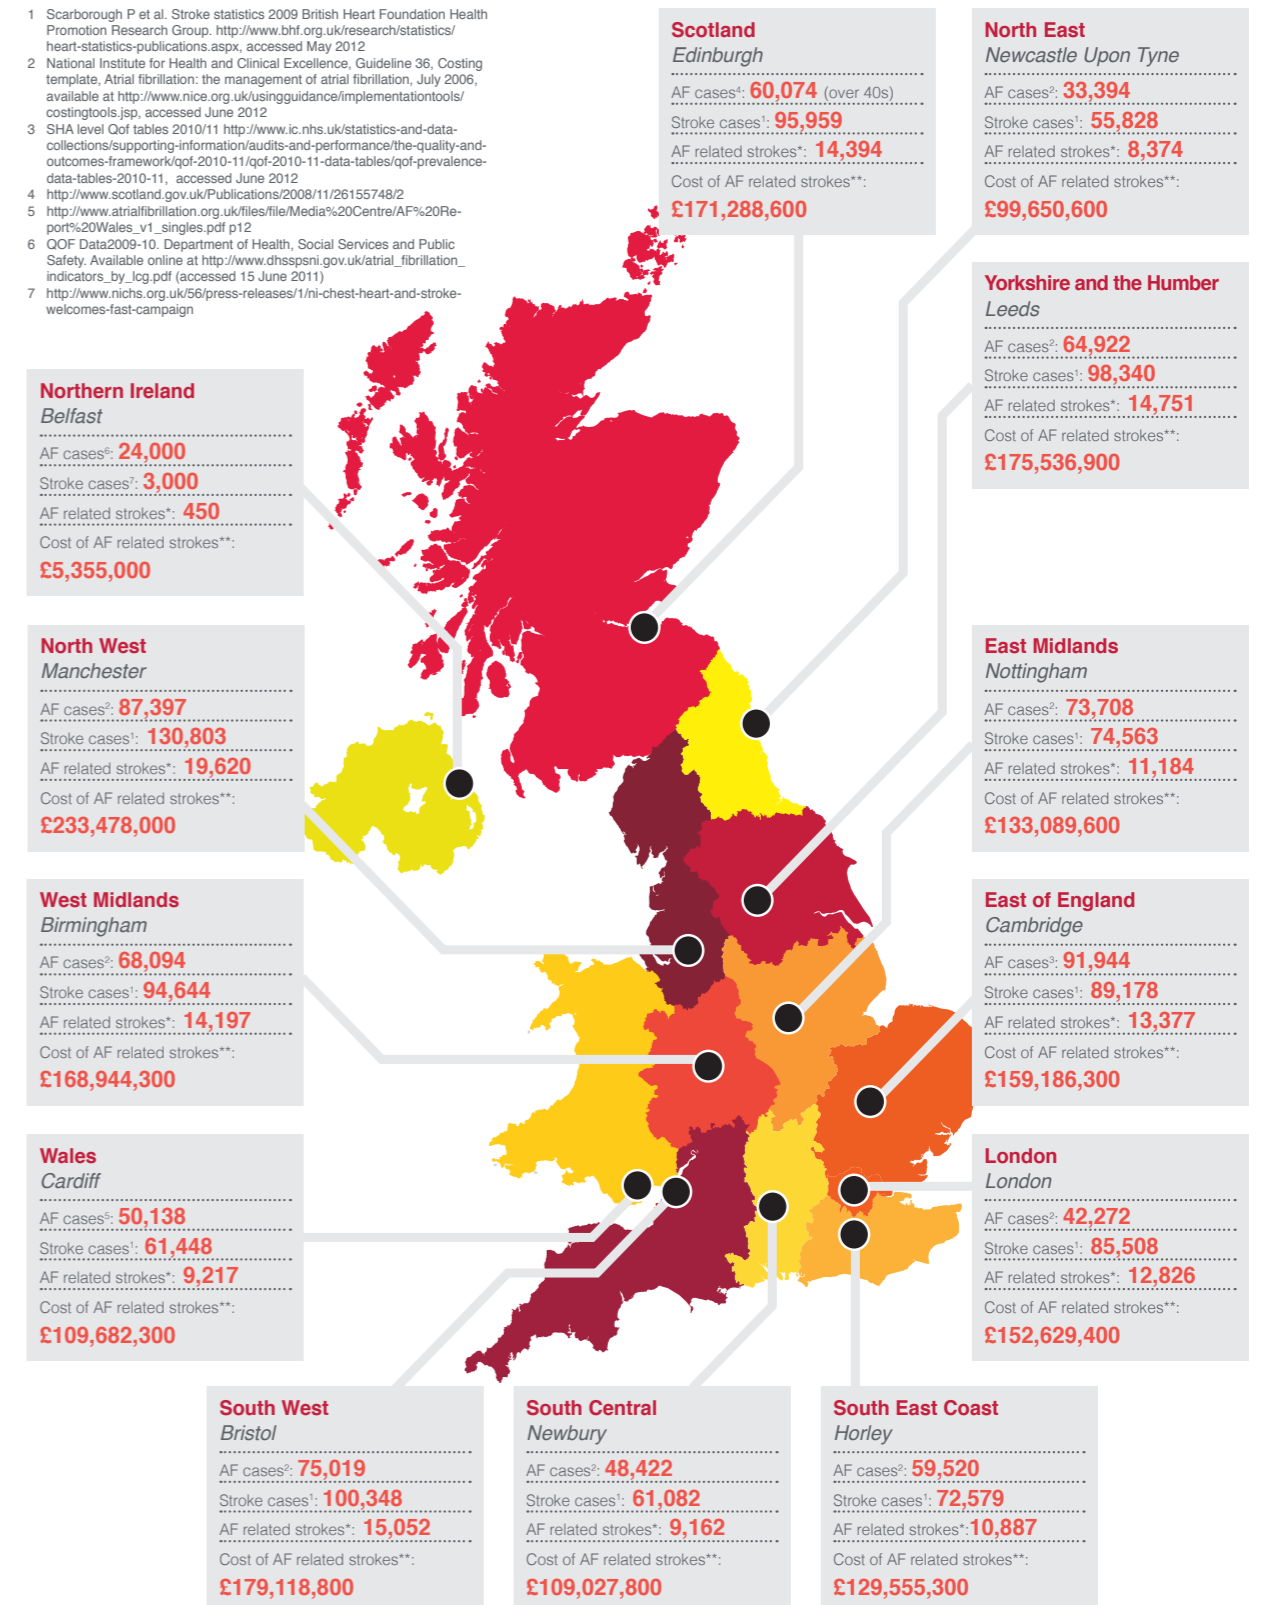 1 Scarborough P et al. Stroke statistics 2009 British Heart Foundation Health
Promotion Research Group. http://www.bhf.org.uk/research/statistics/
heart-statistics-publications.aspx, accessed May 2012
2 National Institute for Health and Clinical Excellence, Guideline 36, Costing
template, Atrial fibrillation: the management of atrial fibrillation, July 2006,
available at http://www.nice.org.uk/usingguidance/implementationtools/
costingtools.jsp, accessed June 2012
3 SHA level Qof tables 2010/11 http://www.ic.nhs.uk/statistics-and-data-
collections/supporting-information/audits-and-performance/the-quality-and-
outcomes-framework/qof-2010-11/qof-2010-11-data-tables/qof-prevalence-
data-tables-2010-11, accessed June 2012
4 http://www.scotland.gov.uk/Publications/2008/11/26155748/2
5 http://www.atrialfibrillation.org.uk/files/file/Media%20Centre/AF%20Re-
port%20Wales_v1_singles.pdf p12
6 QOF Data2009-10. Department of Health, Social Services and Public
Safety. Available online at http://www.dhsspsni.gov.uk/atrial_fibrillation_
indicators_by_lcg.pdf (accessed 15 June 2011)
7 http://www.nichs.org.uk/56/press-releases/1/ni-chest-heart-and-stroke-
welcomes-fast-campaign
Scotland
Edinburgh
AF cases⁴: 60,074 (over 40s)
Stroke cases¹: 95,959
AF related strokes*: 14,394
Cost of AF related strokes**:
£171,288,600
North East
Newcastle Upon Tyne
AF cases²: 33,394
Stroke cases¹: 55,828
AF related strokes*: 8,374
Cost of AF related strokes**:
£99,650,600
Yorkshire and the Humber
Leeds
AF cases²: 64,922
Stroke cases¹: 98,340
AF related strokes*: 14,751
Cost of AF related strokes**:
£175,536,900
Northern Ireland
Belfast
AF cases⁶: 24,000
Stroke cases⁷: 3,000
AF related strokes*: 450
Cost of AF related strokes**:
£5,355,000
North West
Manchester
AF cases²: 87,397
Stroke cases¹: 130,803
AF related strokes*: 19,620
Cost of AF related strokes**:
£233,478,000
East Midlands
Nottingham
AF cases²: 73,708
Stroke cases¹: 74,563
AF related strokes*: 11,184
Cost of AF related strokes**:
£133,089,600
West Midlands
Birmingham
AF cases²: 68,094
Stroke cases¹: 94,644
AF related strokes*: 14,197
Cost of AF related strokes**:
£168,944,300
East of England
Cambridge
AF cases³: 91,944
Stroke cases¹: 89,178
AF related strokes*: 13,377
Cost of AF related strokes**:
£159,186,300
Wales
Cardiff
AF cases⁵: 50,138
Stroke cases¹: 61,448
AF related strokes*: 9,217
Cost of AF related strokes**:
£109,682,300
London
London
AF cases²: 42,272
Stroke cases¹: 85,508
AF related strokes*: 12,826
Cost of AF related strokes**:
£152,629,400
South West
Bristol
AF cases²: 75,019
Stroke cases¹: 100,348
AF related strokes*: 15,052
Cost of AF related strokes**:
£179,118,800
South Central
Newbury
AF cases²: 48,422
Stroke cases¹: 61,082
AF related strokes*: 9,162
Cost of AF related strokes**:
£109,027,800
South East Coast
Horley
AF cases²: 59,520
Stroke cases¹: 72,579
AF related strokes*: 10,887
Cost of AF related strokes**:
£129,555,300